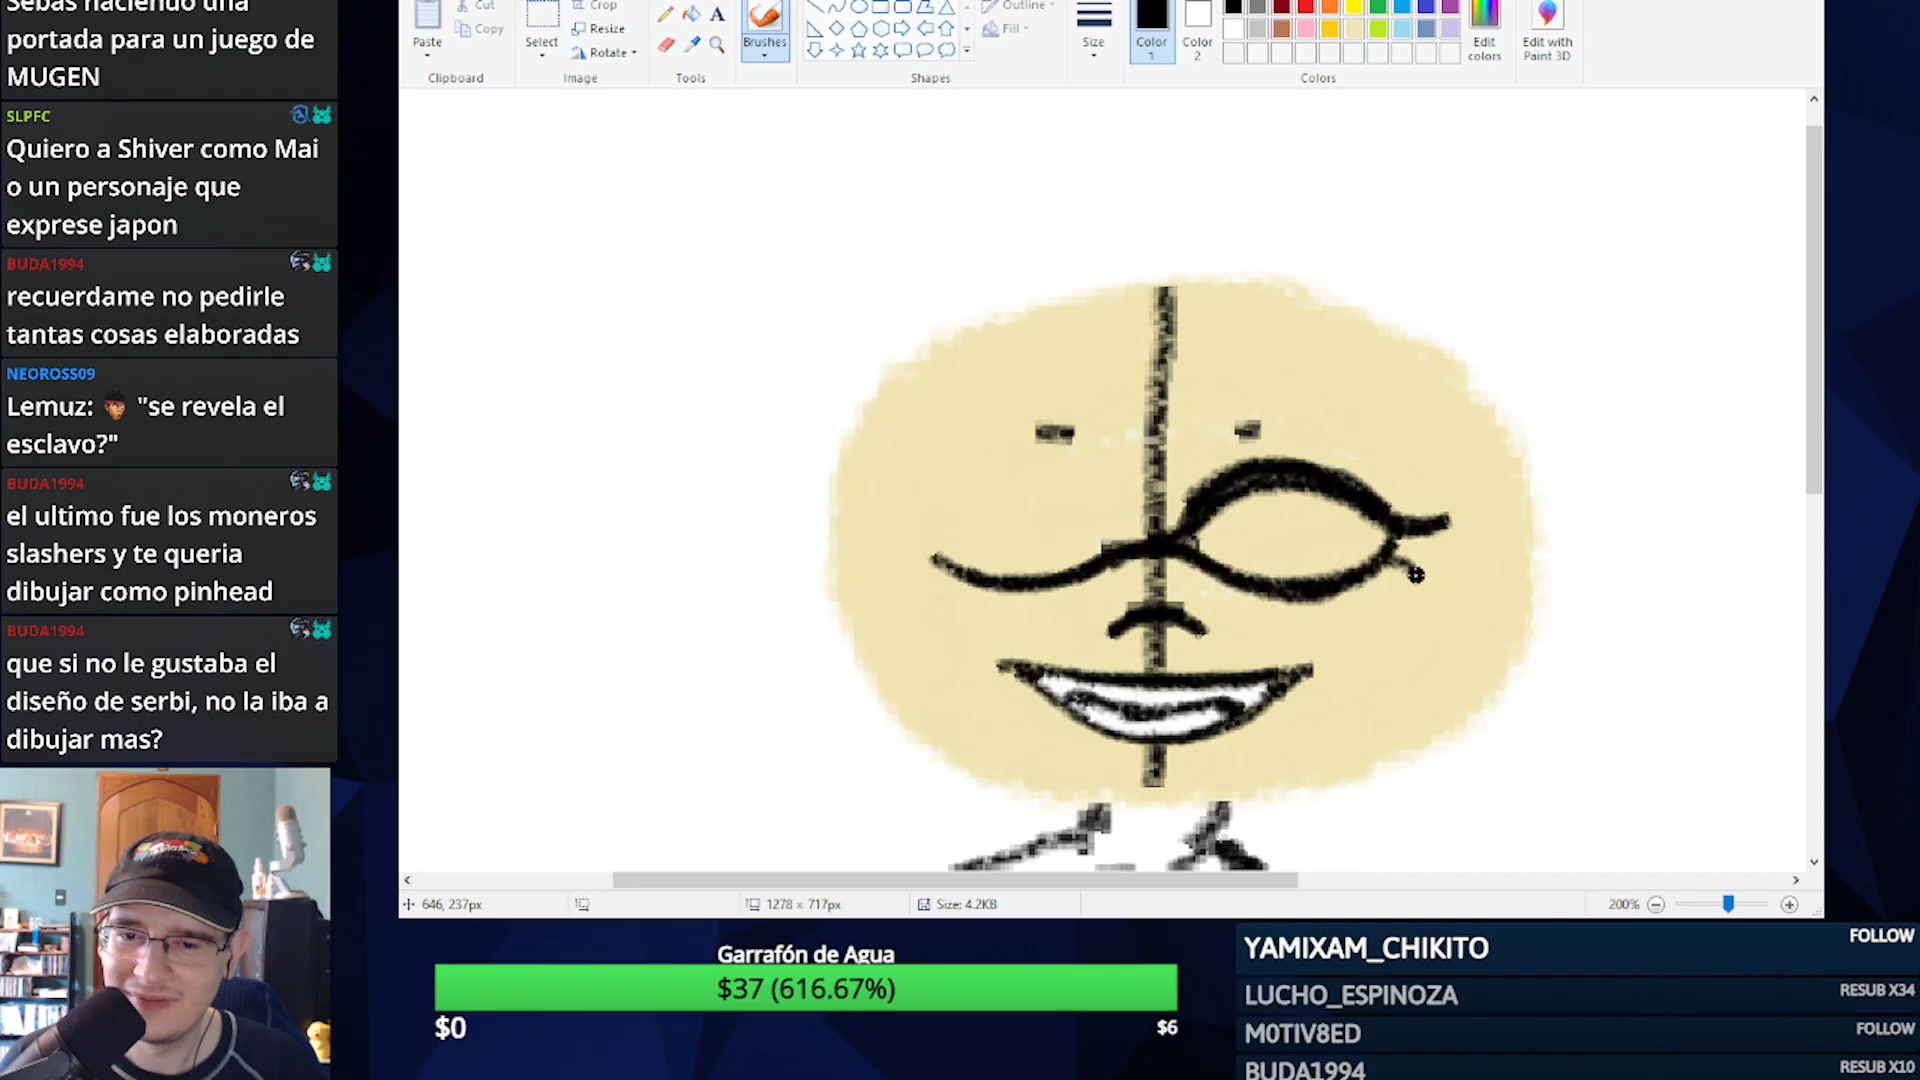 Sebas haciendo una
portada para un juego de
MUGEN
SLPFC
Quiero a Shiver como Mai
o un personaje que
exprese japon
BUDA1994
recuerdame no pedirle
tantas cosas elaboradas
NEOROSS09
Lemuz: "se revela el
esclavo?"
BUDA1994
el ultimo fue los moneros
slashers y te queria
dibujar como pinhead
BUDA1994
que si no le gustaba el
diseño de serbi, no la iba a
dibujar mas?
Paste
Cut
Copy
Clipboard
Select
Crop
Resize
Rotate
Image
Tools
Brushes
Shapes
Outline
Fill
Size
Color
1
Color
2
Colors
Edit
colors
Edit with
Paint 3D
646, 237px
1278 × 717px
Size: 4.2KB
200%
Garrafón de Agua
$37 (616.67%)
$0
$6
YAMIXAM_CHIKITO FOLLOW
LUCHO_ESPINOZA RESUB X34
M0TIV8ED FOLLOW
BUDA1994 RESUB X10